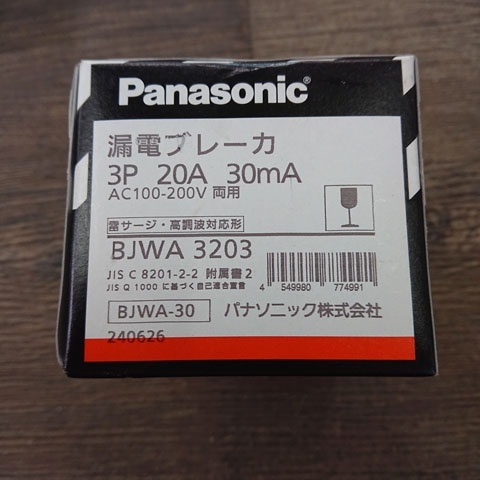 Panasonic®
漏電ブレーカ
3P 20A 30mA
AC100-200V 両用
雷サージ・高調波対応形
BJWA 3203
JIS C 8201-2-2 附属書2
JIS Q 1000 に基づく自己適合宣言
4 549980 774991
BJWA-30
パナソニック株式会社
240626